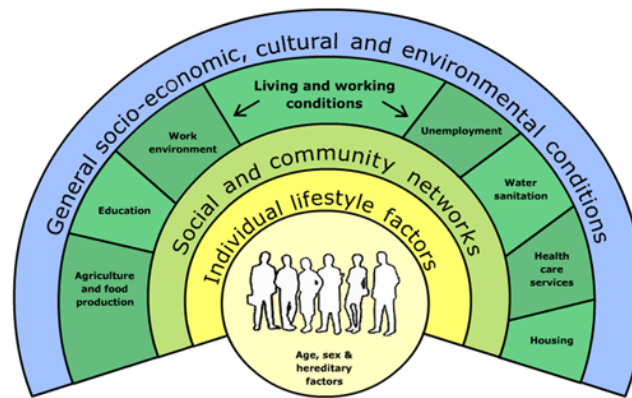 General socio-economic, cultural and environmental conditions
Living and working
conditions
Work
environment
Unemployment
Education
Water
sanitation
Agriculture
and food
production
Health
care
services
Housing
Social and community networks
Individual lifestyle factors
Age, sex &
hereditary
factors